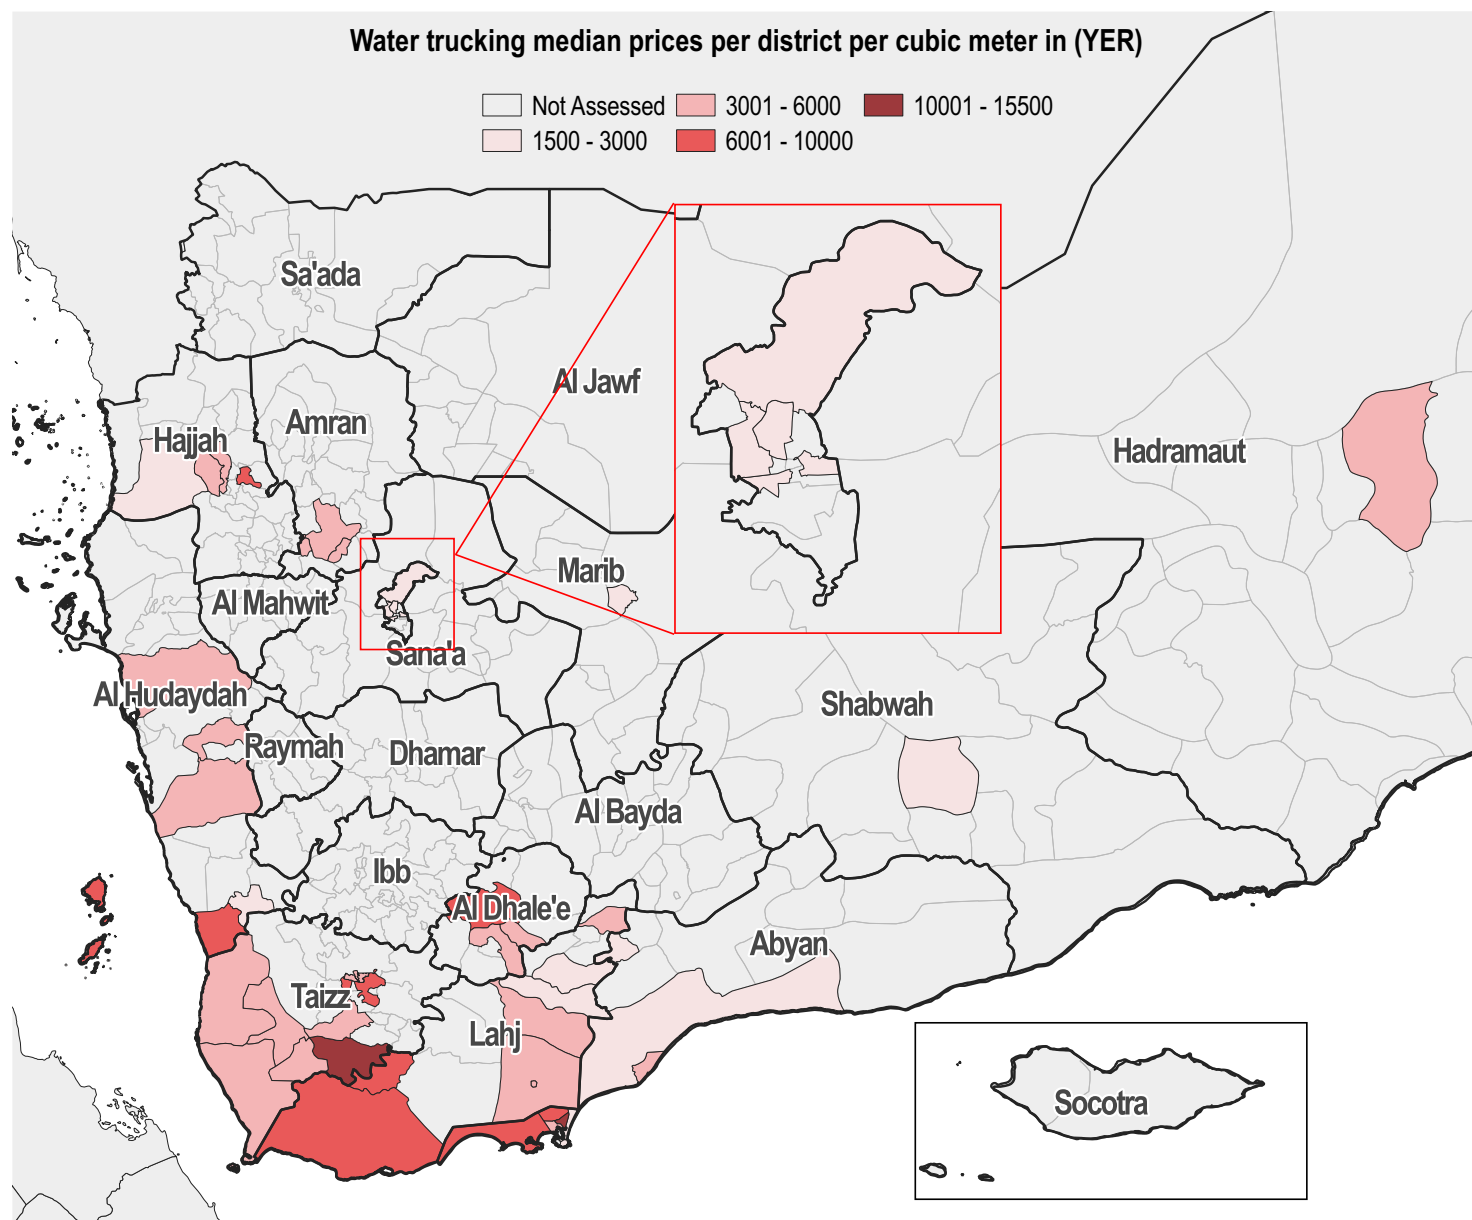 Water trucking median prices per district per cubic meter in (YER)
Not Assessed
3001 - 6000
10001 - 15500
1500 - 3000
6001 - 10000
Sa'ada
Al Jawf
Amran
Hajjah
Hadramaut
Marib
Al Mahwit
Sana'a
Al Hudaydah
Shabwah
Raymah
Dhamar
Al Bayda
Ibb
Al Dhale'e
Abyan
Taizz
Lahj
Socotra